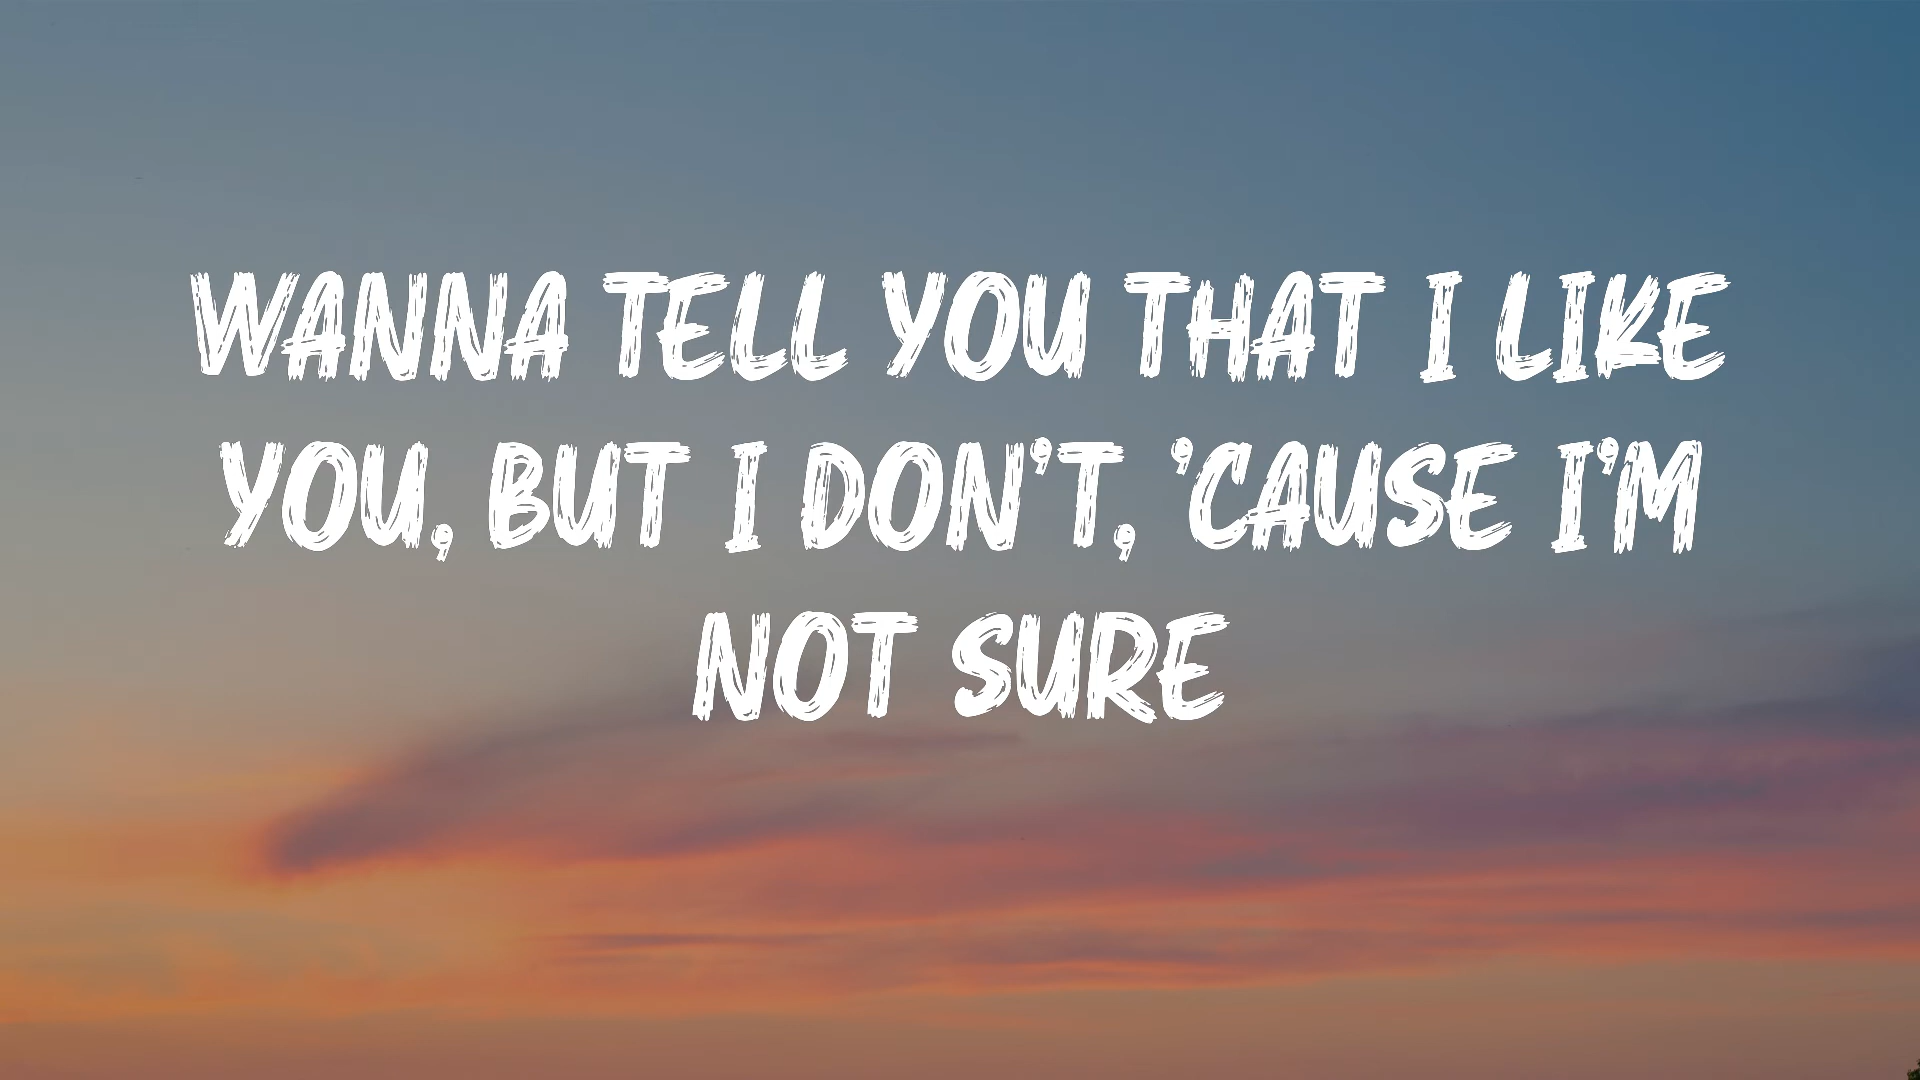 WANNA TELL YOU THAT I LIKE
YOU, BUT I DON'T, 'CAUSE I'M
NOT SURE